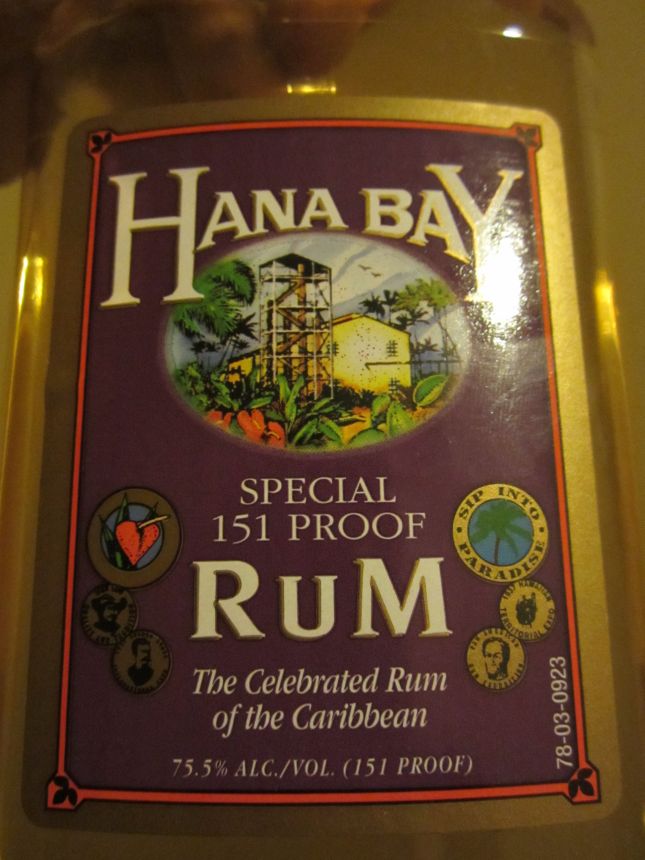 HANA BAY
SPECIAL
151 PROOF
RUM
SIP INTO
PARADISE
The Celebrated Rum
of the Caribbean
75.5% ALC./VOL. (151 PROOF)
78-03-0923